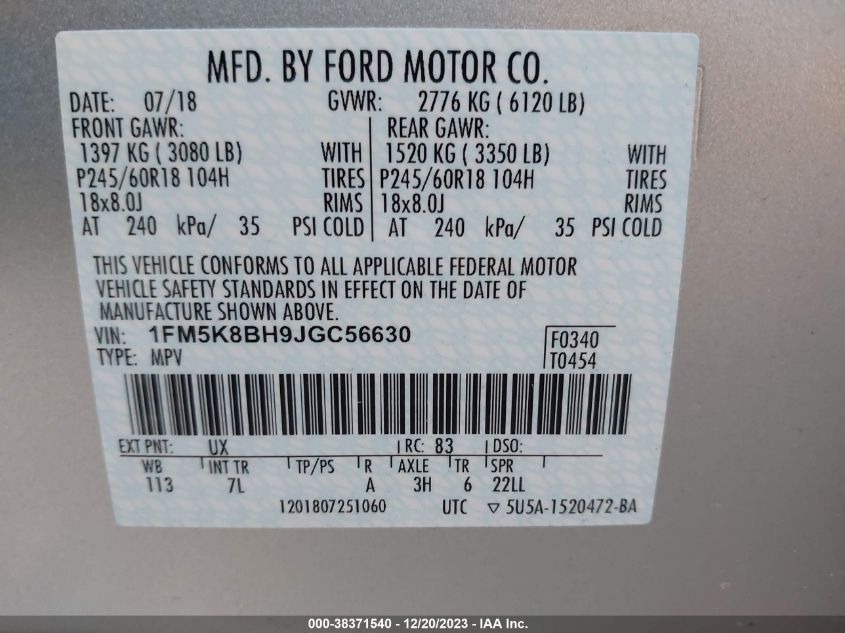 MFD. BY FORD MOTOR CO.
DATE: 07/18 GVWR: 2776 KG ( 6120 LB)
FRONT GAWR: REAR GAWR:
1397 KG ( 3080 LB) WITH 1520 KG ( 3350 LB) WITH
P245/60R18 104H TIRES P245/60R18 104H TIRES
18x8.0J RIMS 18x8.0J RIMS
AT 240 kPa/ 35 PSI COLD AT 240 kPa/ 35 PSI COLD
THIS VEHICLE CONFORMS TO ALL APPLICABLE FEDERAL MOTOR
VEHICLE SAFETY STANDARDS IN EFFECT ON THE DATE OF
MANUFACTURE SHOWN ABOVE.
VIN: 1FM5K8BH9JGC56630 F0340
TYPE: MPV T0454
EXT PNT: UX RC: 83 DSO:
WB INT TR TP/PS R AXLE TR SPR
113 7L A 3H 6 22LL
1201807251060 UTC ▽ 5U5A-1520472-BA
000-38371540 - 12/20/2023 - IAA Inc.